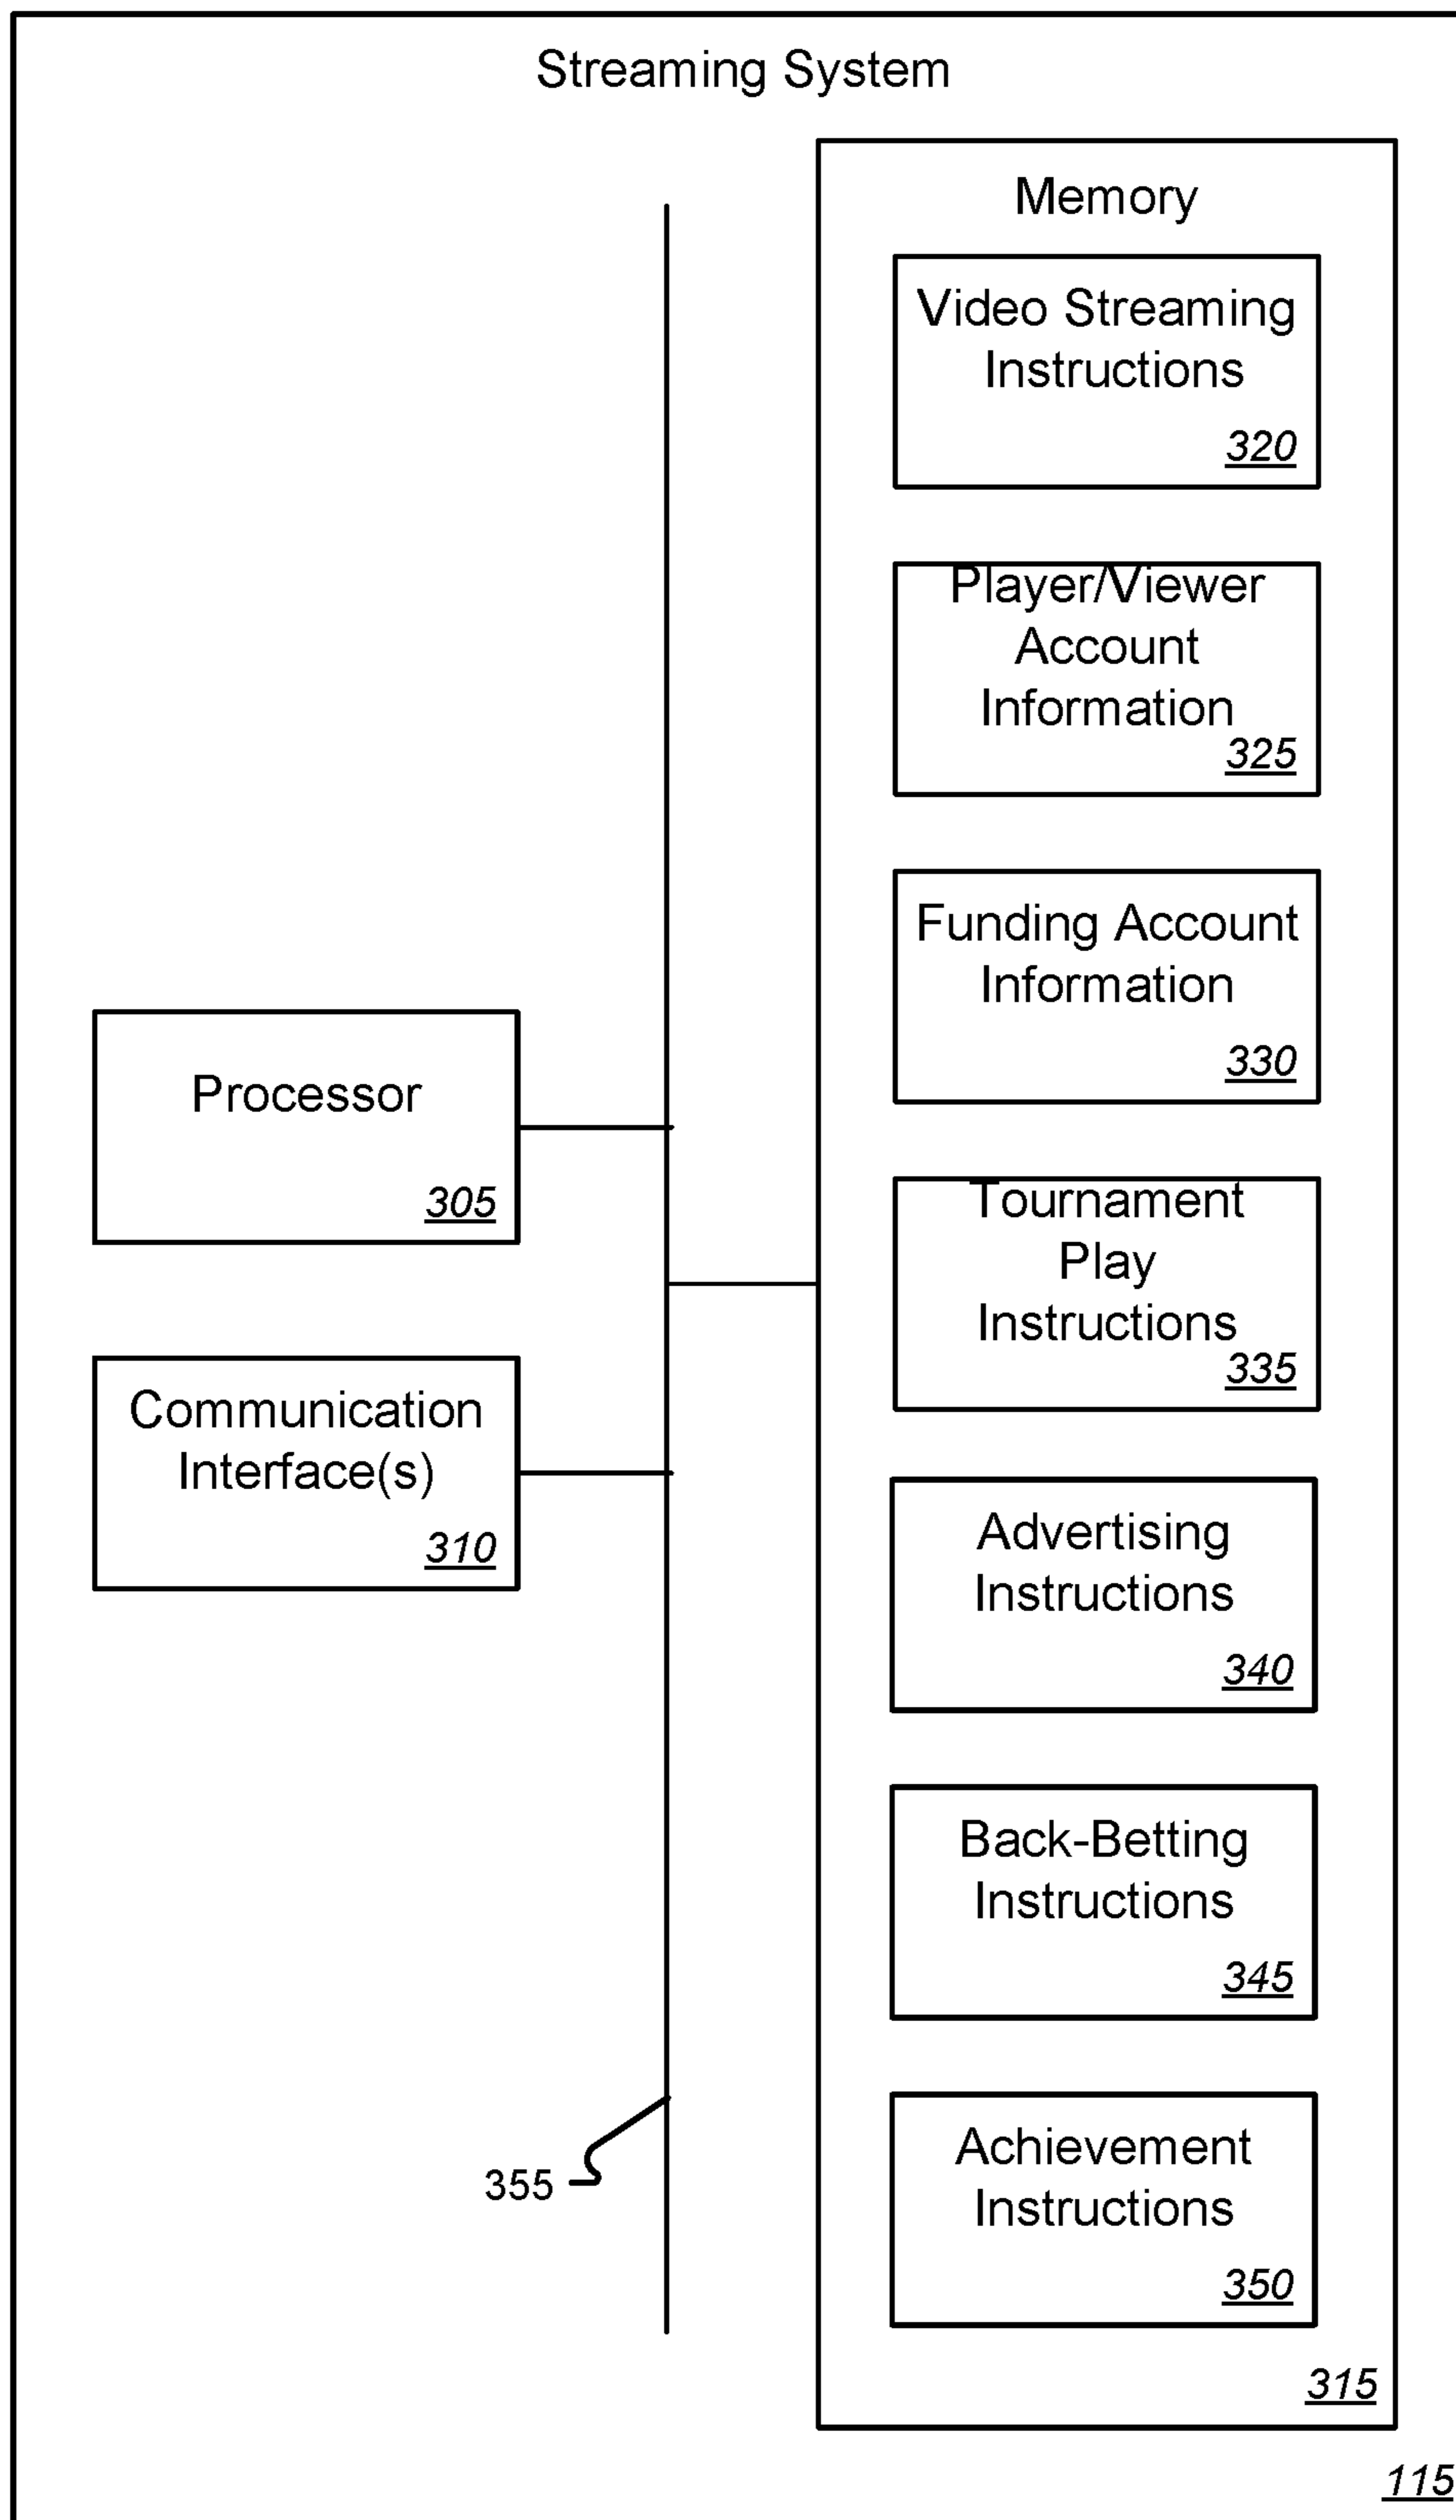 Streaming System
Memory
Video Streaming
Instructions
320
Player/Viewer
Account
Information
325
Funding Account
Information
330
Processor
305
Tournament
Play
Instructions
335
Communication
Interface(s)
310
Advertising
Instructions
340
Back-Betting
Instructions
345
355
Achievement
Instructions
350
315
115